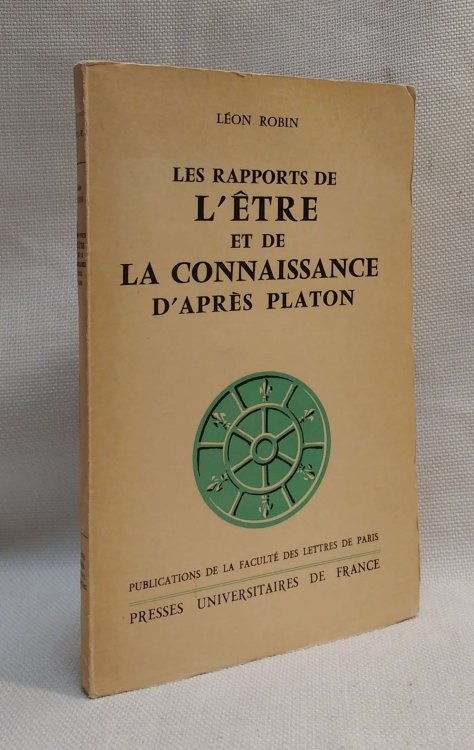 LÉON ROBIN
LES RAPPORTS DE
L'ÊTRE
ET DE
LA CONNAISSANCE
D'APRÈS PLATON
PUBLICATIONS DE LA FACULTÉ DES LETTRES DE PARIS
PRESSES UNIVERSITAIRES DE FRANCE